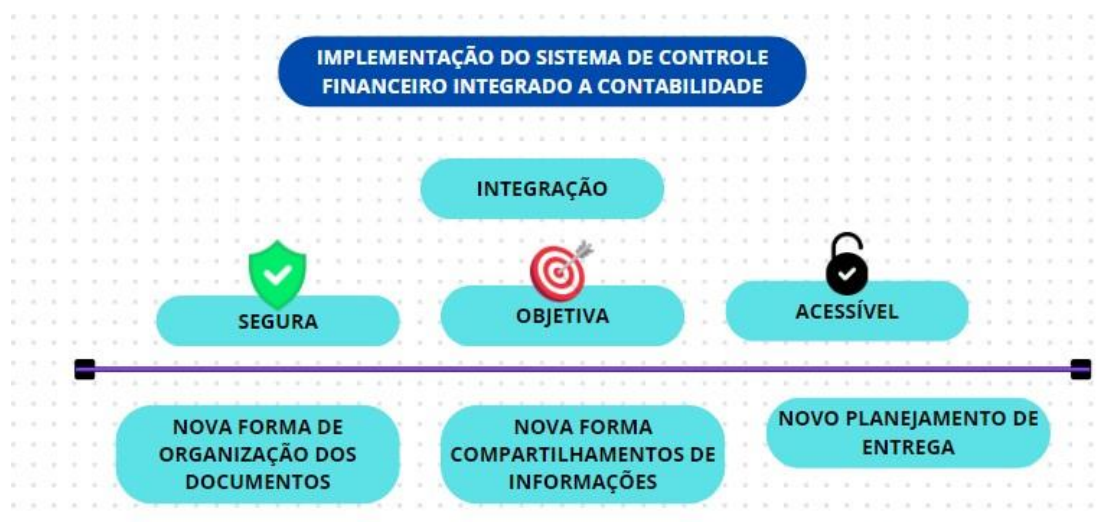 IMPLEMENTAÇÃO DO SISTEMA DE CONTROLE
FINANCEIRO INTEGRADO A CONTABILIDADE
INTEGRAÇÃO
SEGURA
OBJETIVA
ACESSÍVEL
NOVA FORMA DE
ORGANIZAÇÃO DOS
DOCUMENTOS
NOVA FORMA
COMPARTILHAMENTOS DE
INFORMAÇÕES
NOVO PLANEJAMENTO DE
ENTREGA